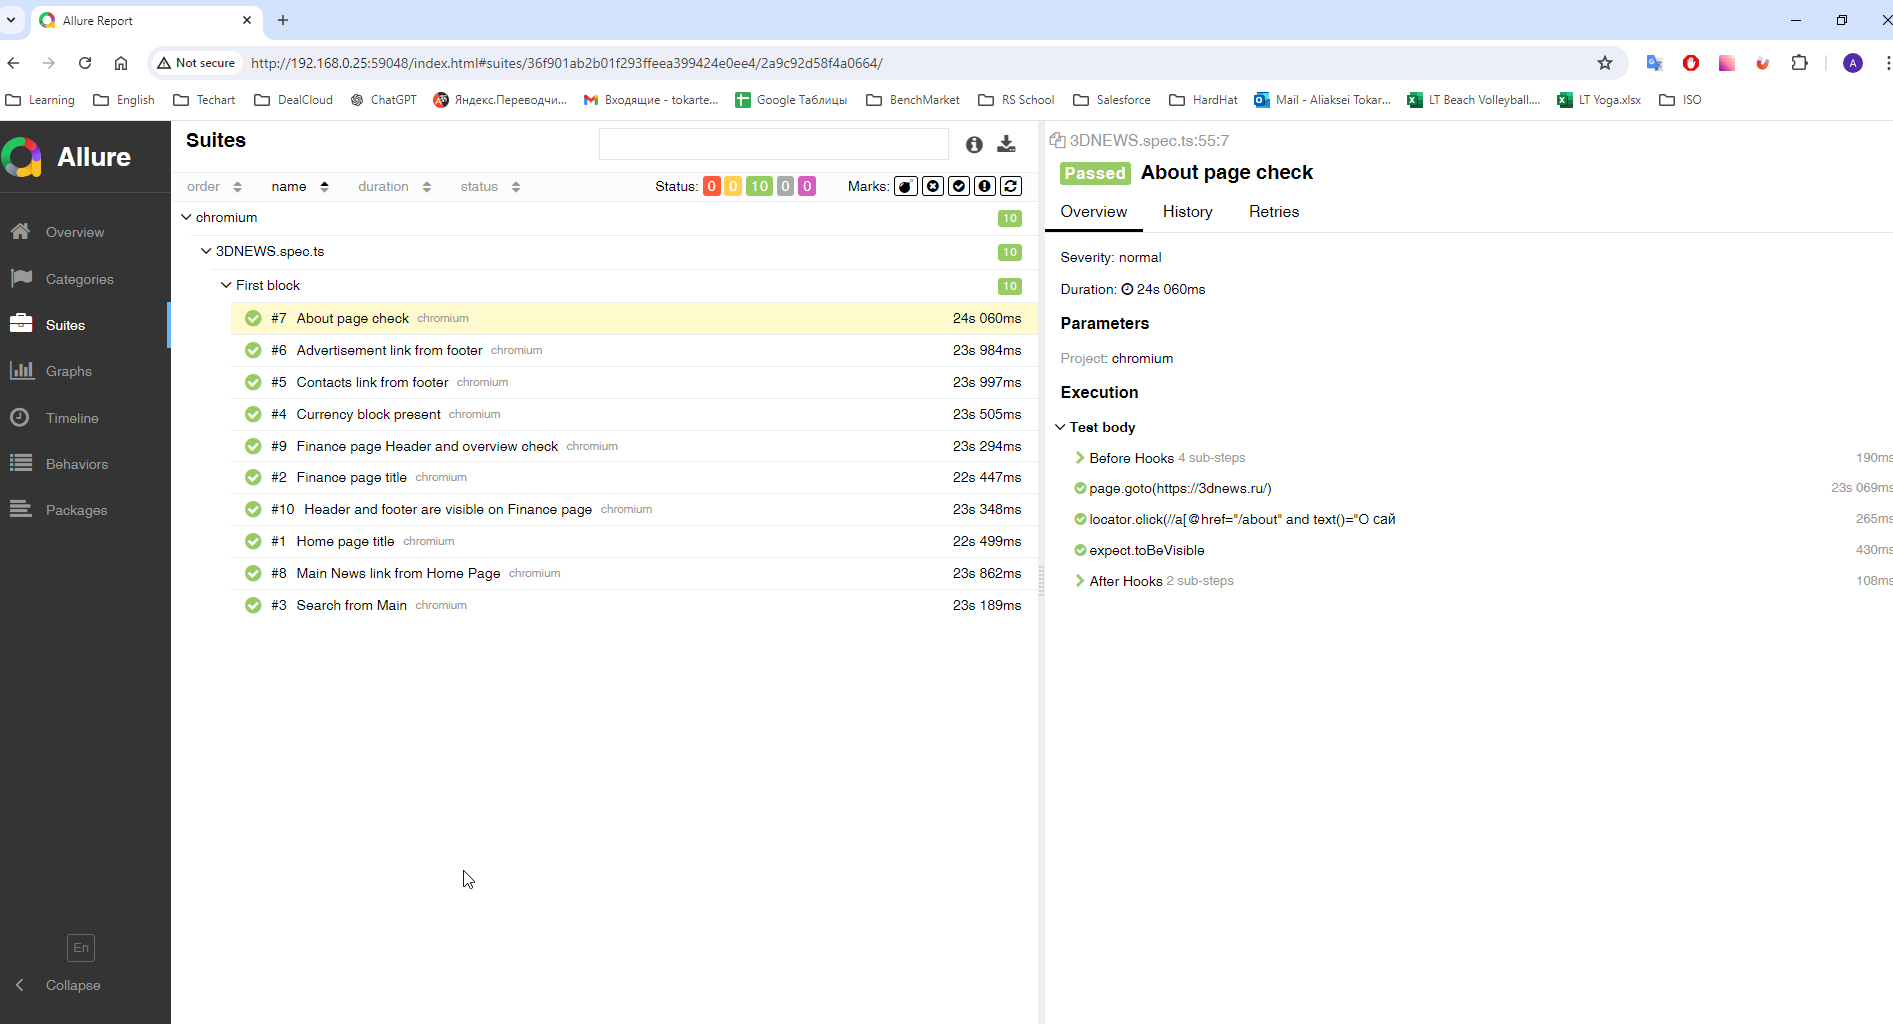 Allure Report
Not secure
http://192.168.0.25:59048/index.html#suites/36f901ab2b01f293ffeea399424e0ee4/2a9c92d58f4a0664/
A
Learning
English
Techart
DealCloud
ChatGPT
Яндекс.Переводчи...
Входящие - tokarte...
Google Таблицы
BenchMarket
RS School
Salesforce
HardHat
Mail - Aliaksei Tokar...
LT Beach Volleyball....
LT Yoga.xlsx
ISO
Allure
Overview
Categories
Suites
Graphs
Timeline
Behaviors
Packages
En
Collapse
Suites
order name duration status
Status: 0 0 10 0 0 Marks:
chromium 10
3DNEWS.spec.ts 10
First block 10
#7 About page check chromium 24s 060ms
#6 Advertisement link from footer chromium 23s 984ms
#5 Contacts link from footer chromium 23s 997ms
#4 Currency block present chromium 23s 505ms
#9 Finance page Header and overview check chromium 23s 294ms
#2 Finance page title chromium 22s 447ms
#10 Header and footer are visible on Finance page chromium 23s 348ms
#1 Home page title chromium 22s 499ms
#8 Main News link from Home Page chromium 23s 862ms
#3 Search from Main chromium 23s 189ms
3DNEWS.spec.ts:55:7
Passed About page check
Overview History Retries
Severity: normal
Duration: 24s 060ms
Parameters
Project: chromium
Execution
Test body
Before Hooks 4 sub-steps 190ms
page.goto(https://3dnews.ru/) 23s 069ms
locator.click(//a[@href="/about" and text()="О сай 265ms
expect.toBeVisible 430ms
After Hooks 2 sub-steps 108ms